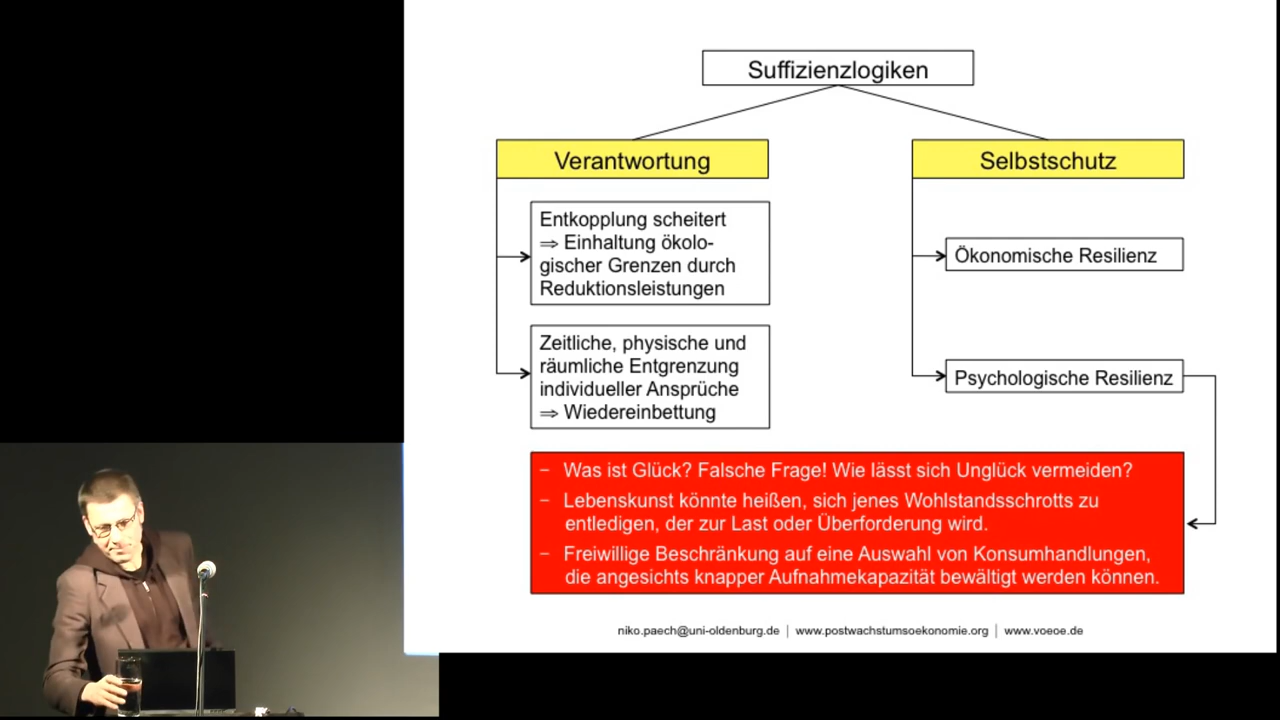 Suffizienzlogiken
Verantwortung
Entkopplung scheitert
⇒ Einhaltung ökolo-
gischer Grenzen durch
Reduktionsleistungen
Zeitliche, physische und
räumliche Entgrenzung
individueller Ansprüche
⇒ Wiedereinbettung
Selbstschutz
Ökonomische Resilienz
Psychologische Resilienz
– Was ist Glück? Falsche Frage! Wie lässt sich Unglück vermeiden?
– Lebenskunst könnte heißen, sich jenes Wohlstandsschrotts zu
entledigen, der zur Last oder Überforderung wird.
– Freiwillige Beschränkung auf eine Auswahl von Konsumhandlungen,
die angesichts knapper Aufnahmekapazität bewältigt werden können.
niko.paech@uni-oldenburg.de | www.postwachstumsoekonomie.org | www.voeoe.de